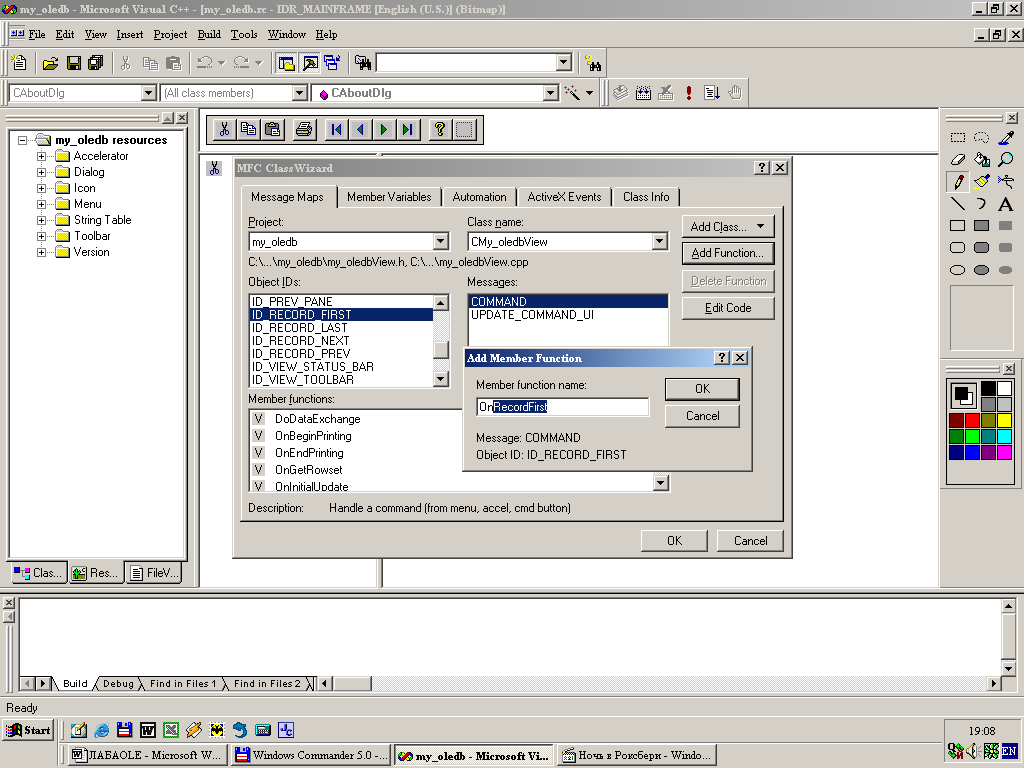 my_oledb - Microsoft Visual C++ - [my_oledb.rc - IDR_MAINFRAME [English (U.S.)] (Bitmap)]
File Edit View Insert Project Build Tools Window Help
CAboutDlg (All class members) CAboutDlg
my_oledb resources
Accelerator
Dialog
Icon
Menu
String Table
Toolbar
Version
Clas... Res... FileV...
MFC ClassWizard
Message Maps Member Variables Automation ActiveX Events Class Info
Project: Class name:
my_oledb CMy_oledbView
C:\...\my_oledb\my_oledbView.h, C:\...\my_oledbView.cpp
Add Class...
Add Function...
Delete Function
Edit Code
Object IDs: Messages:
ID_PREV_PANE
ID_RECORD_FIRST
ID_RECORD_LAST
ID_RECORD_NEXT
ID_RECORD_PREV
ID_VIEW_STATUS_BAR
ID_VIEW_TOOLBAR
COMMAND
UPDATE_COMMAND_UI
Member functions:
V DoDataExchange
V OnBeginPrinting
V OnEndPrinting
V OnGetRowset
V OnInitialUpdate
Description: Handle a command (from menu, accel, cmd button)
OK Cancel
Add Member Function
Member function name:
OnRecordFirst
OK
Cancel
Message: COMMAND
Object ID: ID_RECORD_FIRST
Build Debug Find in Files 1 Find in Files 2
Ready
Start 19:08
ЛАВАOLE - Microsoft W... Windows Commander 5.0 -... my_oledb - Microsoft Vi... Ночь в Роксбери - Windo... EN